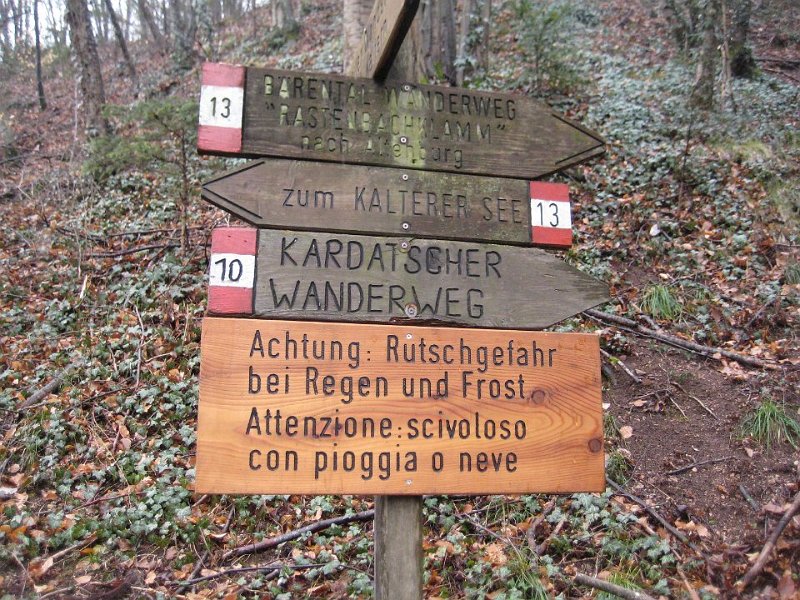 13 BÄRENTAL WANDERWEG
"RASTENBACHKLAMM"
nach Altenburg
zum KALTERER SEE 13
10 KARDATSCHER
WANDERWEG
Achtung: Rutschgefahr
bei Regen und Frost.
Attenzione: scivoloso
con pioggia o neve